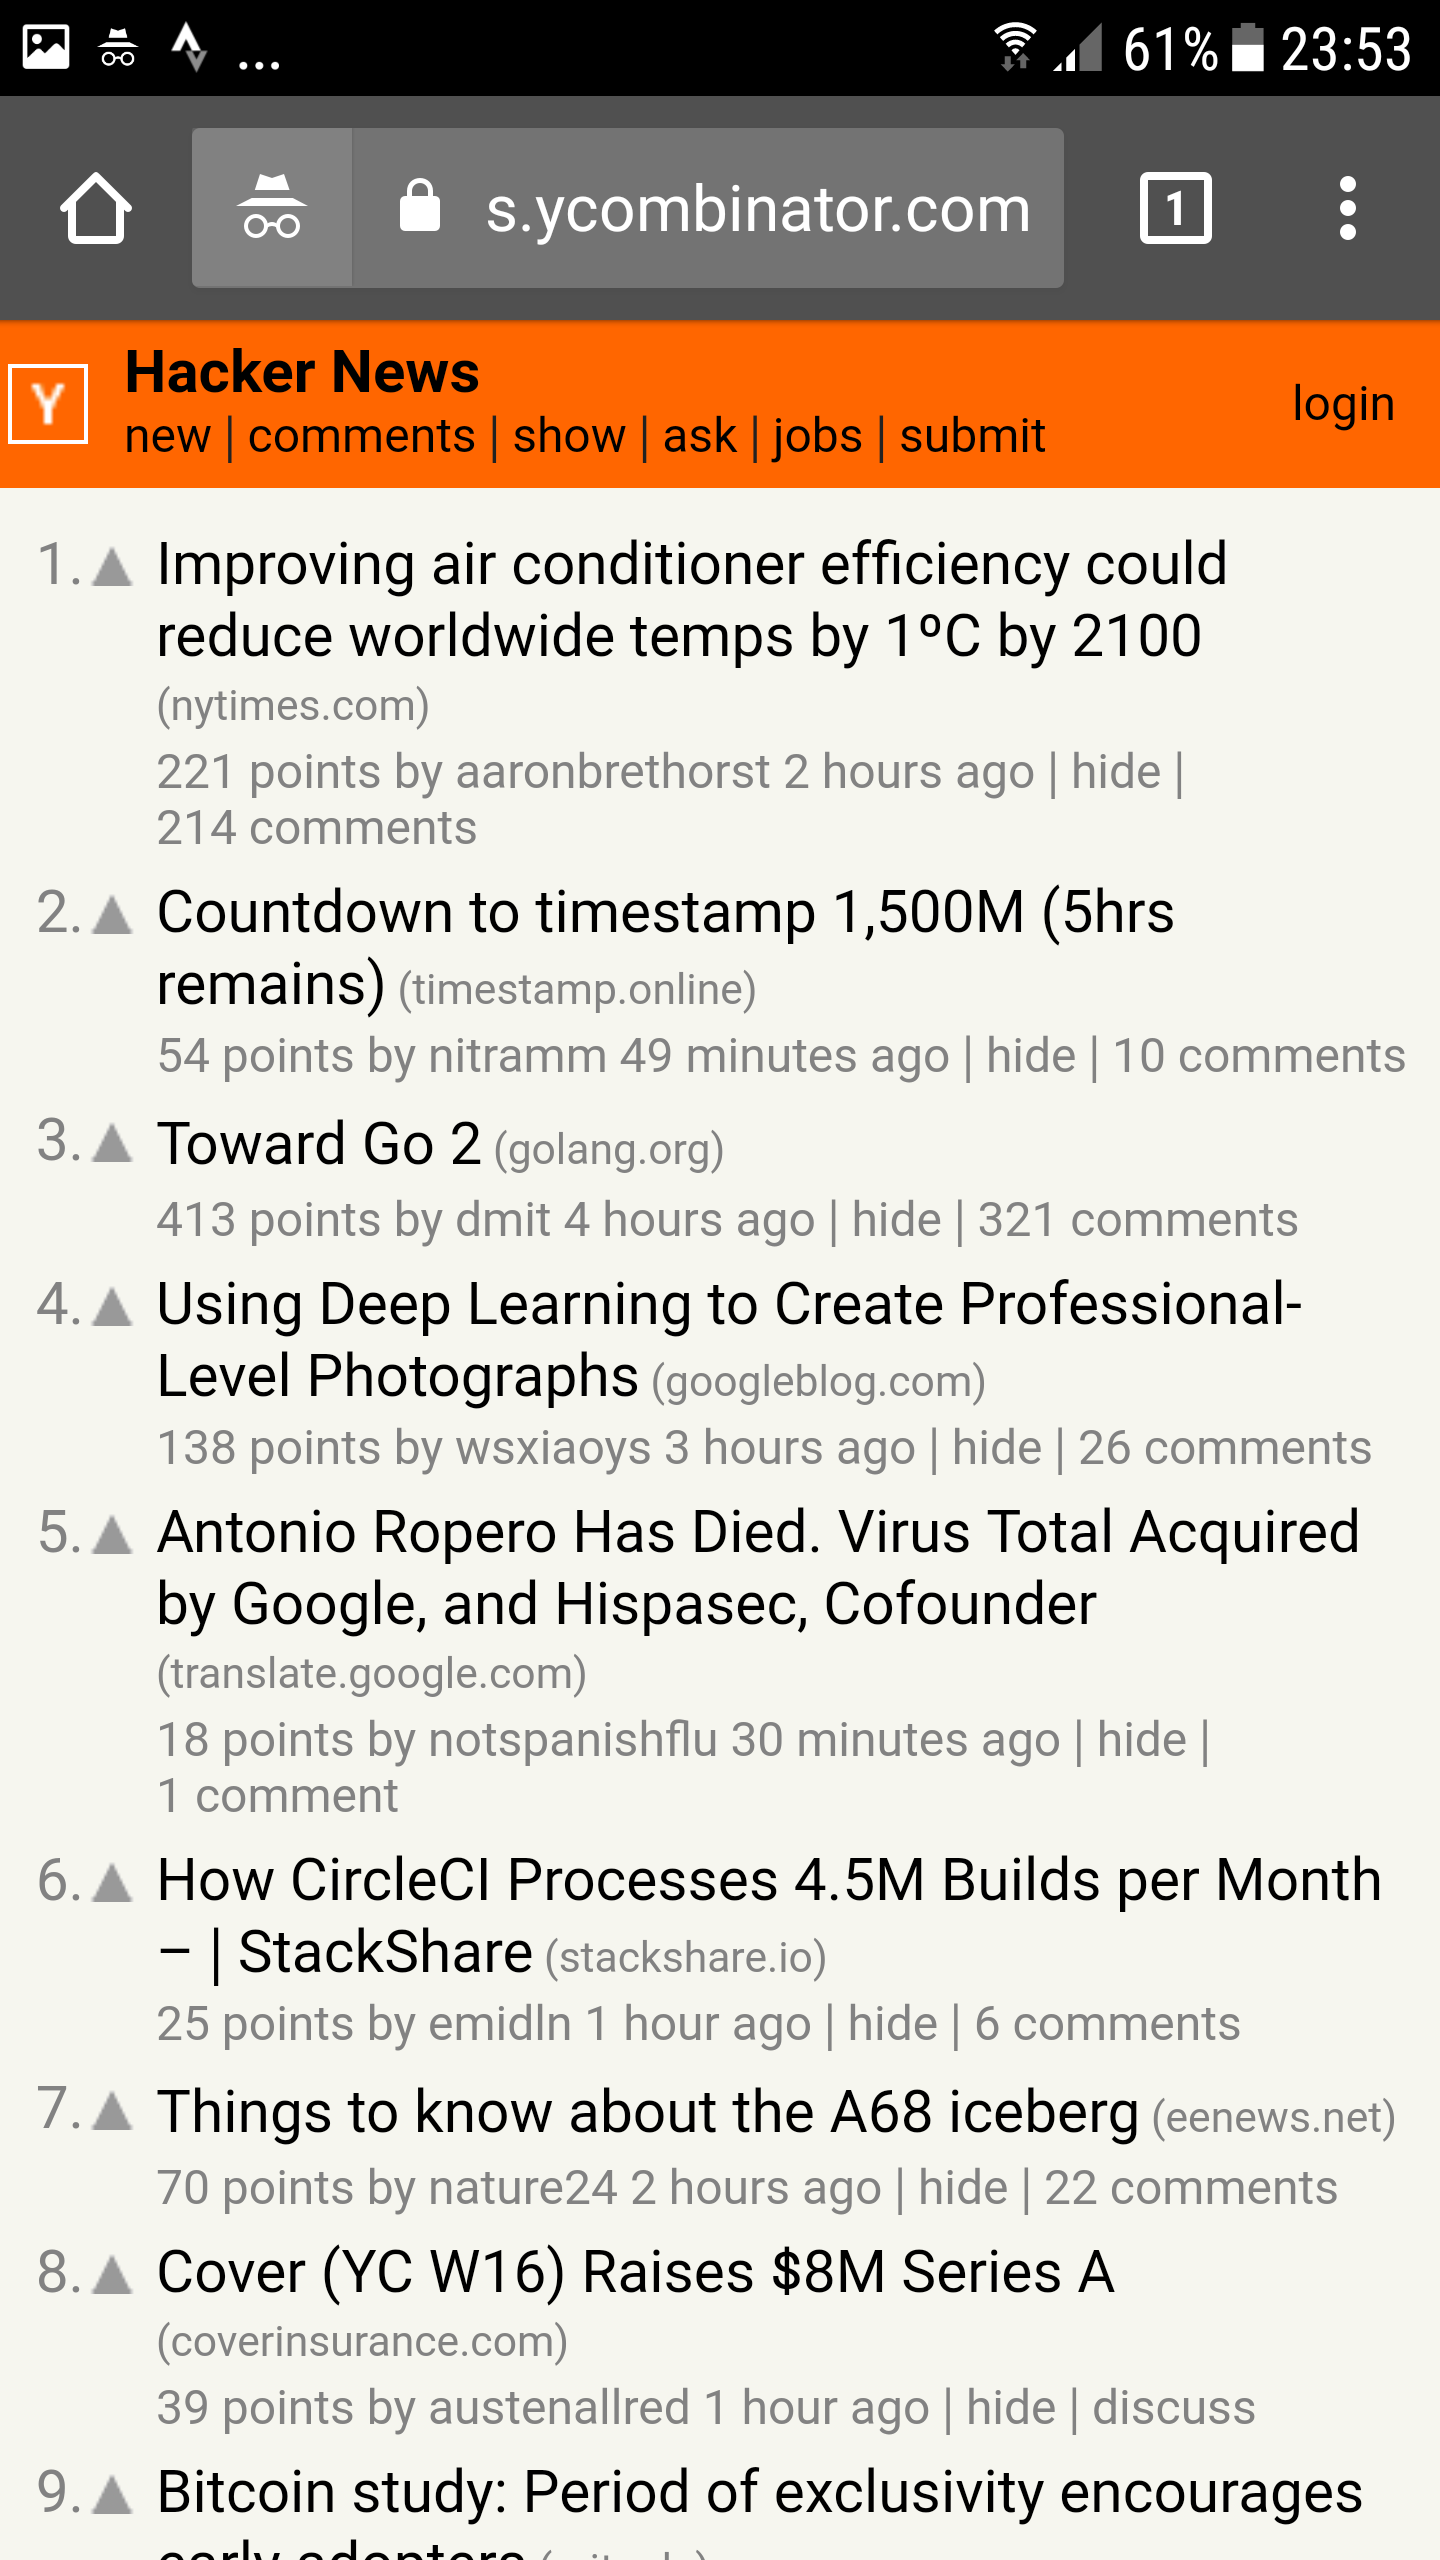 ... 61% 23:53
s.ycombinator.com 1
Y Hacker News
new | comments | show | ask | jobs | submit login
1. Improving air conditioner efficiency could
reduce worldwide temps by 1ºC by 2100
(nytimes.com)
221 points by aaronbrethorst 2 hours ago | hide |
214 comments
2. Countdown to timestamp 1,500M (5hrs
remains) (timestamp.online)
54 points by nitramm 49 minutes ago | hide | 10 comments
3. Toward Go 2 (golang.org)
413 points by dmit 4 hours ago | hide | 321 comments
4. Using Deep Learning to Create Professional-
Level Photographs (googleblog.com)
138 points by wsxiaoys 3 hours ago | hide | 26 comments
5. Antonio Ropero Has Died. Virus Total Acquired
by Google, and Hispasec, Cofounder
(translate.google.com)
18 points by notspanishflu 30 minutes ago | hide |
1 comment
6. How CircleCI Processes 4.5M Builds per Month
– | StackShare (stackshare.io)
25 points by emidln 1 hour ago | hide | 6 comments
7. Things to know about the A68 iceberg (eenews.net)
70 points by nature24 2 hours ago | hide | 22 comments
8. Cover (YC W16) Raises $8M Series A
(coverinsurance.com)
39 points by austenallred 1 hour ago | hide | discuss
9. Bitcoin study: Period of exclusivity encourages
early adopters